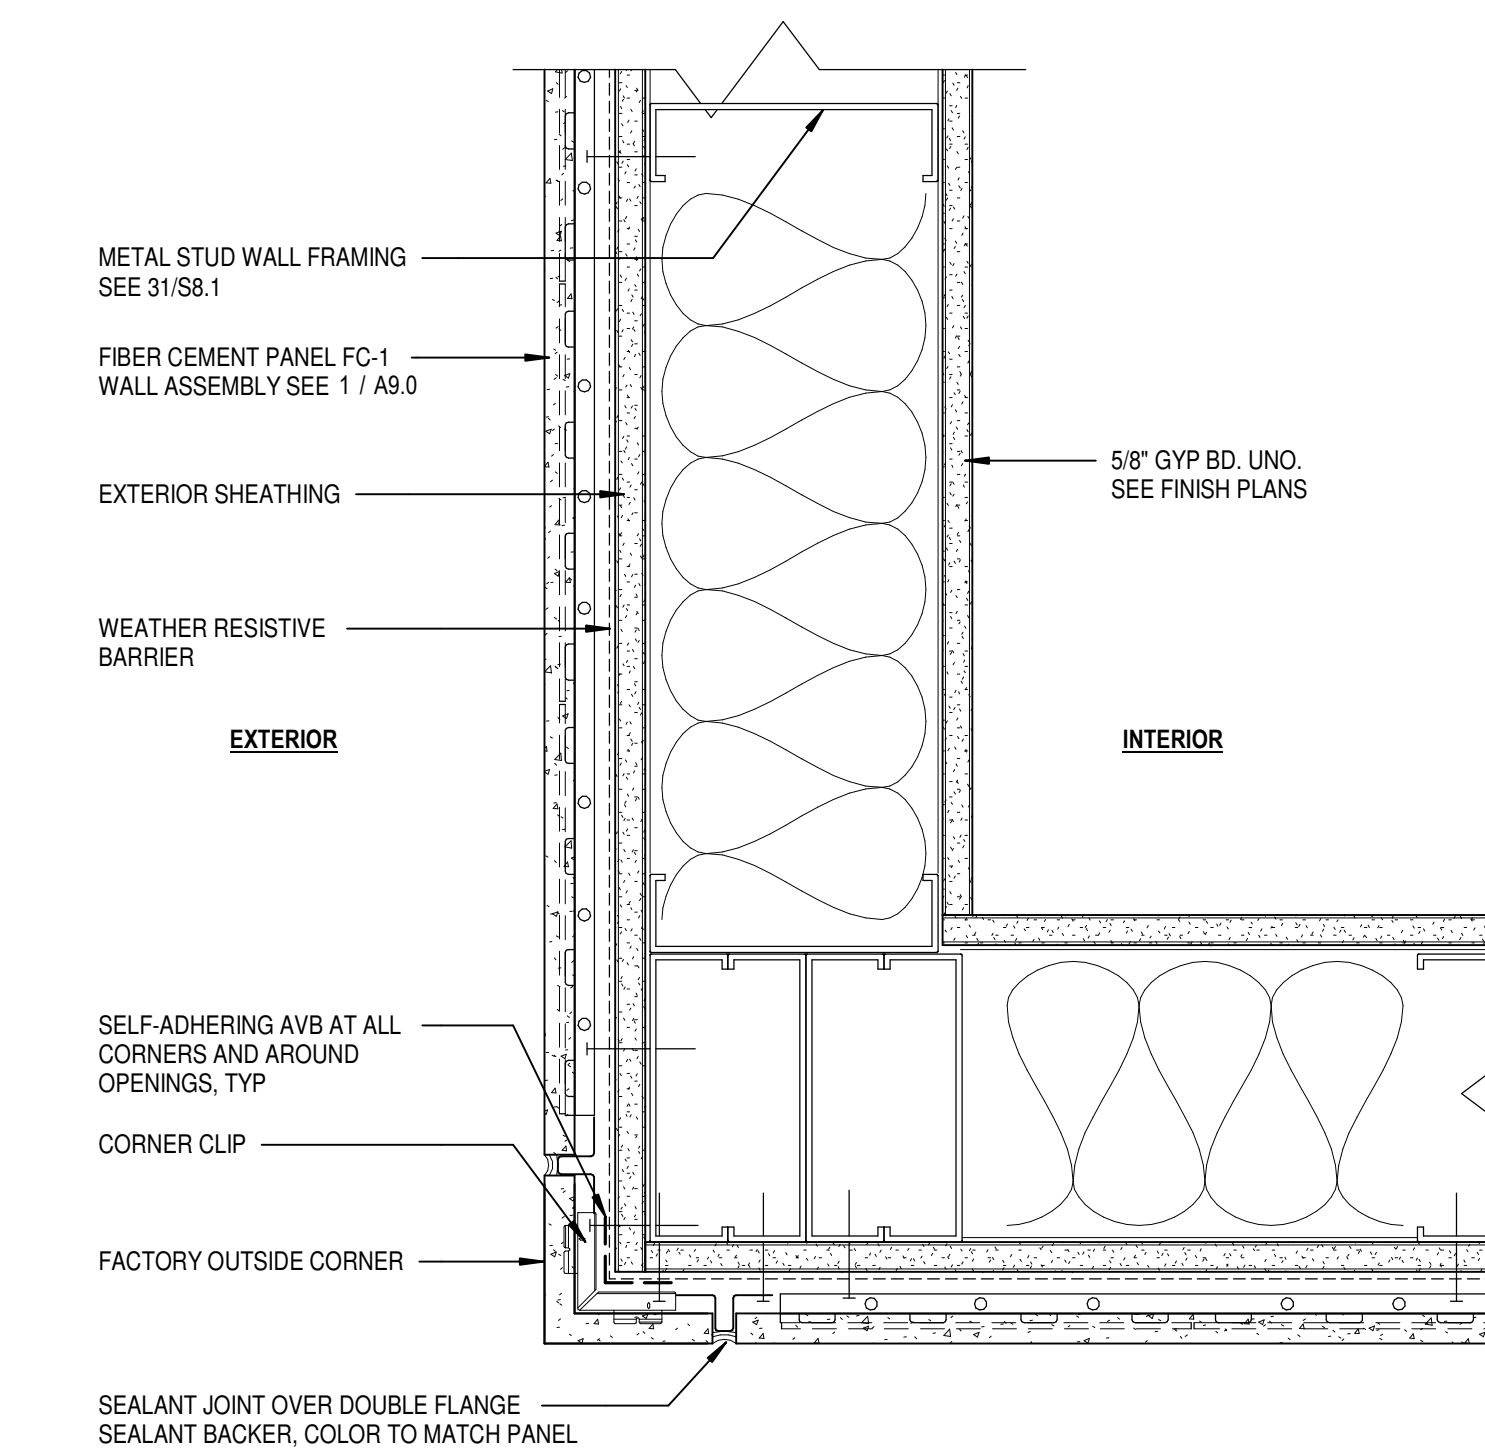 METAL STUD WALL FRAMING
SEE 31/S8.1
FIBER CEMENT PANEL FC-1
WALL ASSEMBLY SEE 1 / A9.0
EXTERIOR SHEATHING
5/8" GYP BD. UNO.
SEE FINISH PLANS
WEATHER RESISTIVE
BARRIER
EXTERIOR
INTERIOR
SELF-ADHERING AVB AT ALL
CORNERS AND AROUND
OPENINGS, TYP
CORNER CLIP
FACTORY OUTSIDE CORNER
SEALANT JOINT OVER DOUBLE FLANGE
SEALANT BACKER, COLOR TO MATCH PANEL